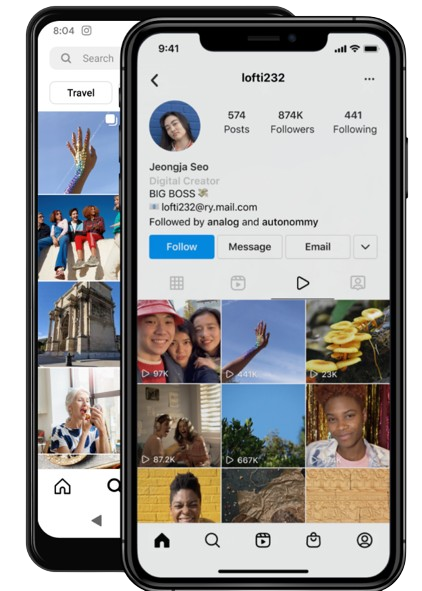 8:04
Search
Travel
9:41
lofti232
574
Posts
874K
Followers
441
Following
Jeongja Seo
Digital Creator
BIG BOSS 💸
📧 lofti232@ry.mail.com
Followed by analog and autonommy
Follow
Message
Email
97K
441K
23K
87.2K
667K